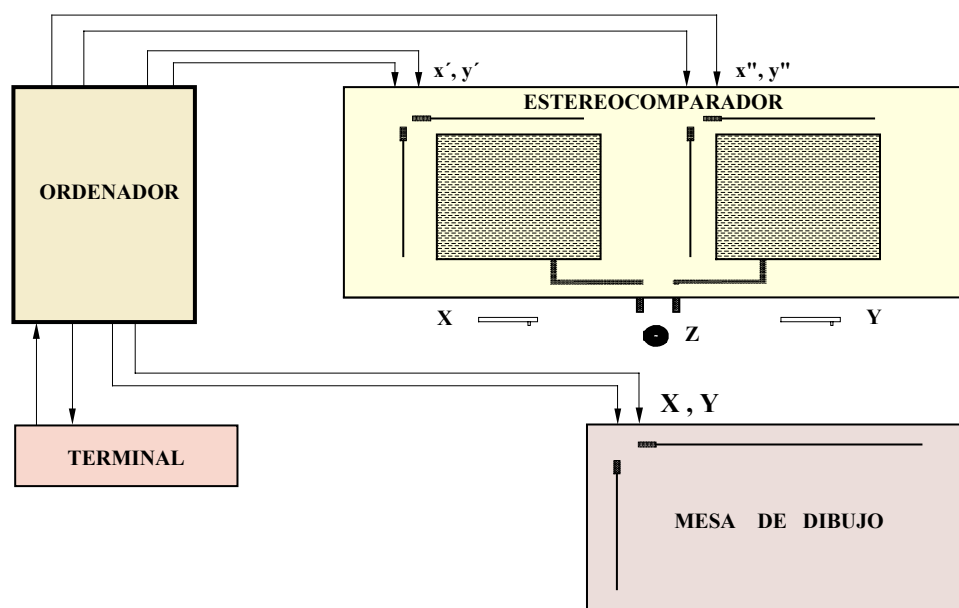 x´, y´
x", y"
ESTEREOCOMPARADOR
ORDENADOR
X
Y
Z
X , Y
TERMINAL
MESA DE DIBUJO